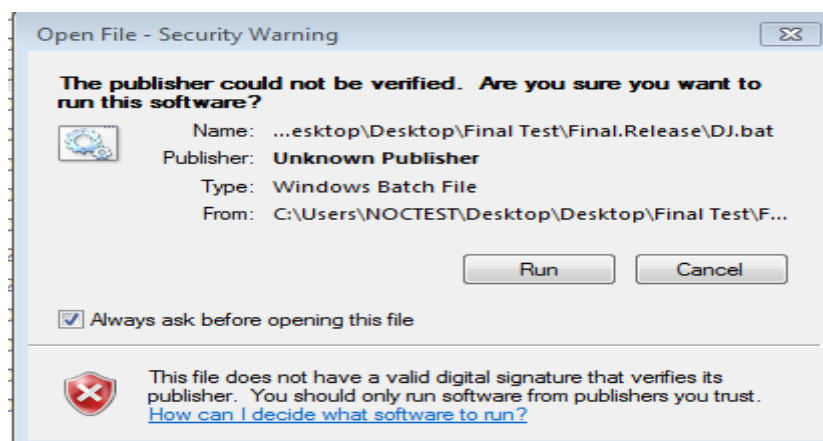 Open File - Security Warning
The publisher could not be verified. Are you sure you want to
run this software?
Name: ...esktop\Desktop\Final Test\Final.Release\DJ.bat
Publisher: Unknown Publisher
Type: Windows Batch File
From: C:\Users\NOCTEST\Desktop\Desktop\Final Test\F...
Run Cancel
Always ask before opening this file
This file does not have a valid digital signature that verifies its
publisher. You should only run software from publishers you trust.
How can I decide what software to run?